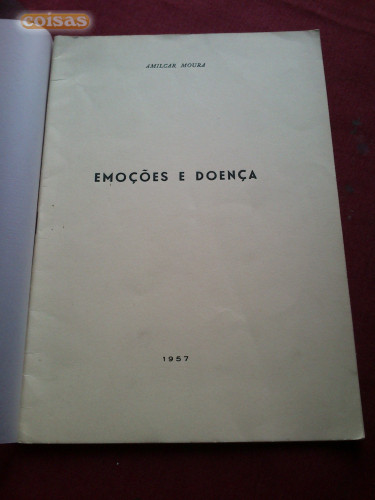 coisas
AMILCAR MOURA
EMOÇÕES E DOENÇA
1957